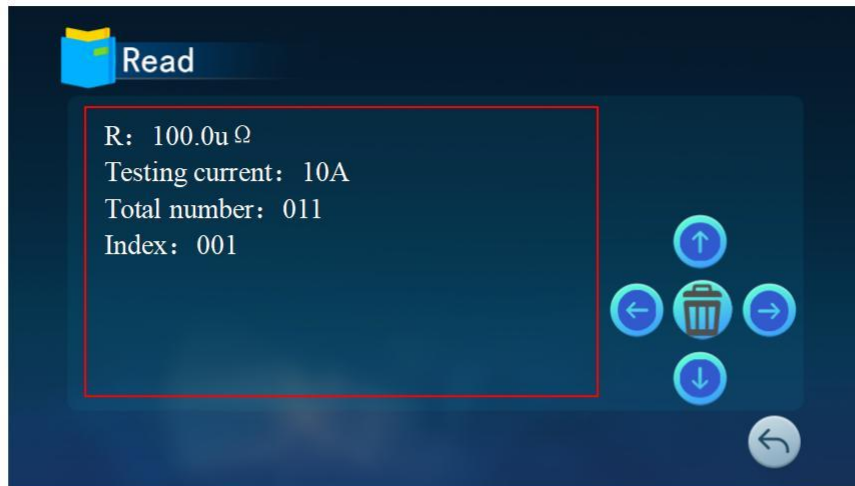 Read
R：100.0uΩ
Testing current：10A
Total number：011
Index：001